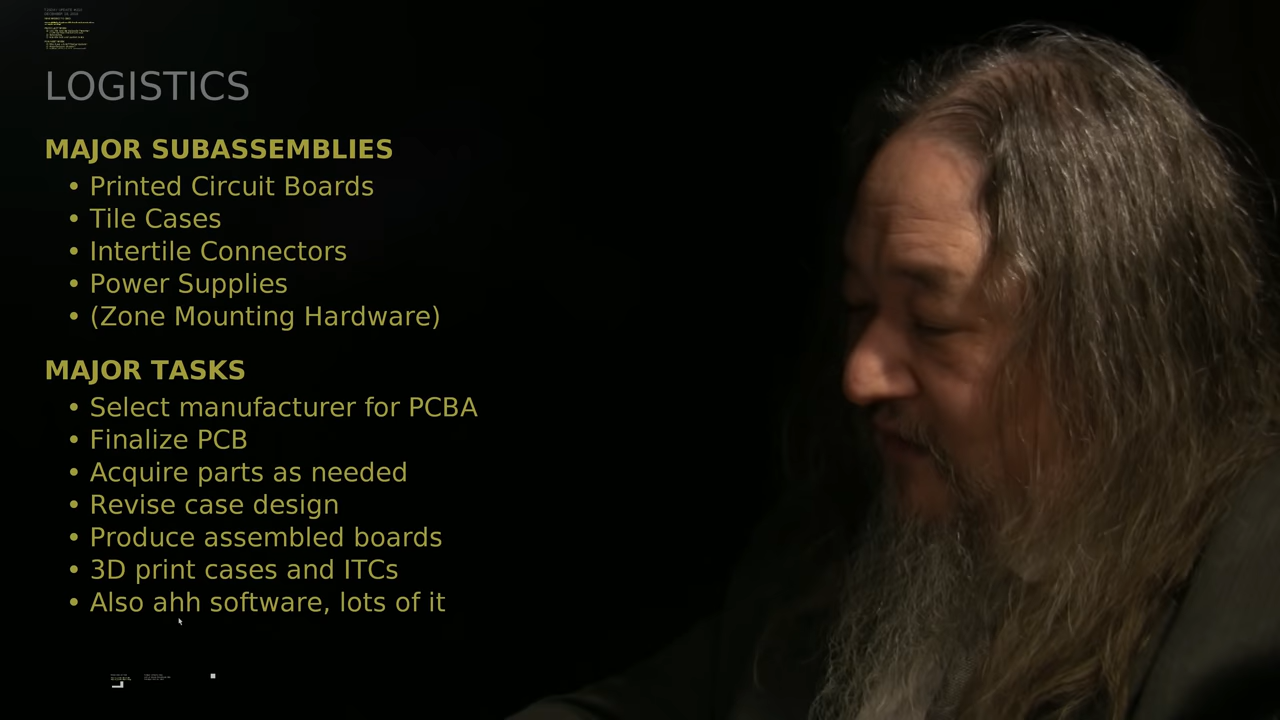 LOGISTICS
MAJOR SUBASSEMBLIES
• Printed Circuit Boards
• Tile Cases
• Intertile Connectors
• Power Supplies
• (Zone Mounting Hardware)
MAJOR TASKS
• Select manufacturer for PCBA
• Finalize PCB
• Acquire parts as needed
• Revise case design
• Produce assembled boards
• 3D print cases and ITCs
• Also ahh software, lots of it